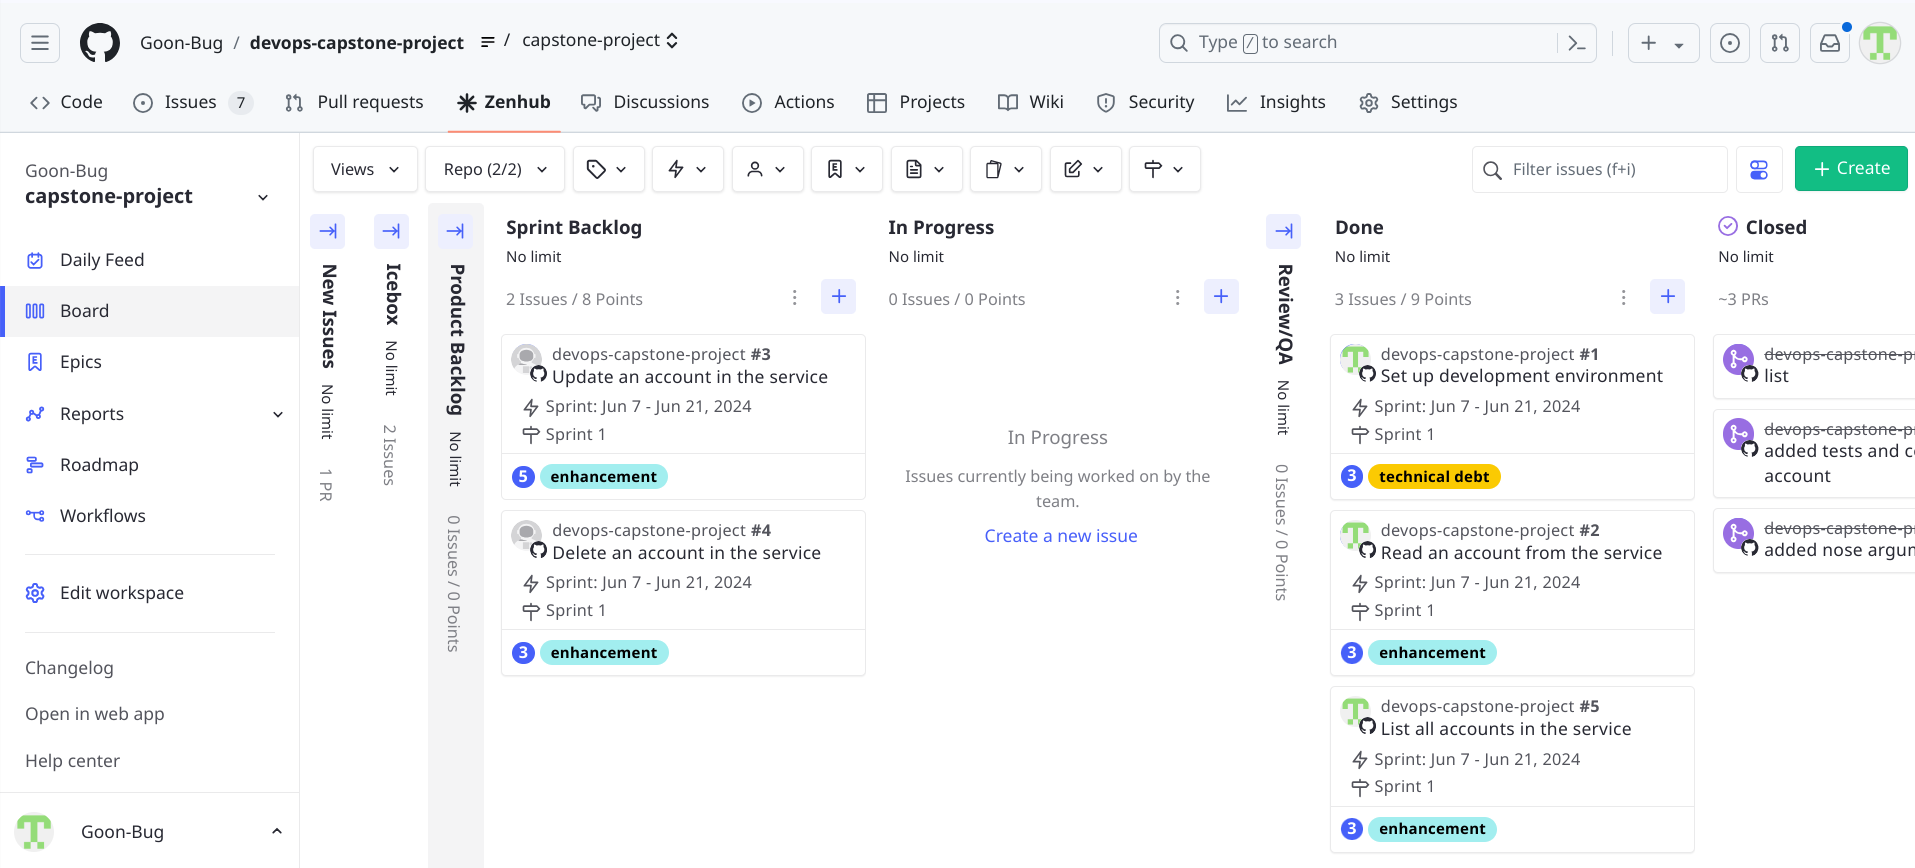 Goon-Bug / devops-capstone-project / capstone-project
Type / to search
Code
Issues 7
Pull requests
Zenhub
Discussions
Actions
Projects
Wiki
Security
Insights
Settings
Goon-Bug
capstone-project
Daily Feed
Board
Epics
Reports
Roadmap
Workflows
Edit workspace
Changelog
Open in web app
Help center
Goon-Bug
Views
Repo (2/2)
Filter issues (f+i)
+ Create
New Issues No limit 1 PR
Icebox No limit 2 Issues
Product Backlog No limit 0 Issues / 0 Points
Sprint Backlog
No limit
2 Issues / 8 Points
devops-capstone-project #3
Update an account in the service
Sprint: Jun 7 - Jun 21, 2024
Sprint 1
5 enhancement
devops-capstone-project #4
Delete an account in the service
Sprint: Jun 7 - Jun 21, 2024
Sprint 1
3 enhancement
In Progress
No limit
0 Issues / 0 Points
In Progress
Issues currently being worked on by the
team.
Create a new issue
Review/QA No limit 0 Issues / 0 Points
Done
No limit
3 Issues / 9 Points
devops-capstone-project #1
Set up development environment
Sprint: Jun 7 - Jun 21, 2024
Sprint 1
3 technical debt
devops-capstone-project #2
Read an account from the service
Sprint: Jun 7 - Jun 21, 2024
Sprint 1
3 enhancement
devops-capstone-project #5
List all accounts in the service
Sprint: Jun 7 - Jun 21, 2024
Sprint 1
3 enhancement
Closed
No limit
~3 PRs
devops-capstone-p
list
devops-capstone-p
added tests and c
account
devops-capstone-p
added nose argu